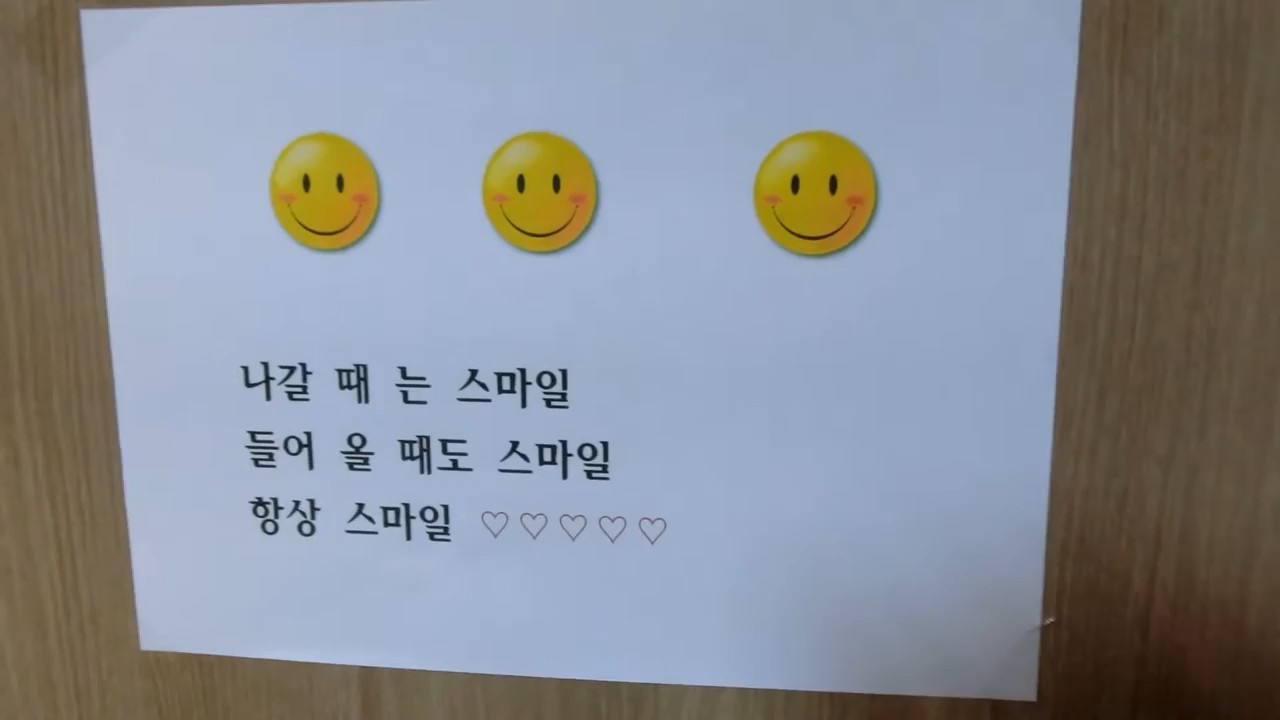 나갈 때 는 스마일
들어 올 때도 스마일
항상 스마일 ♡♡♡♡♡